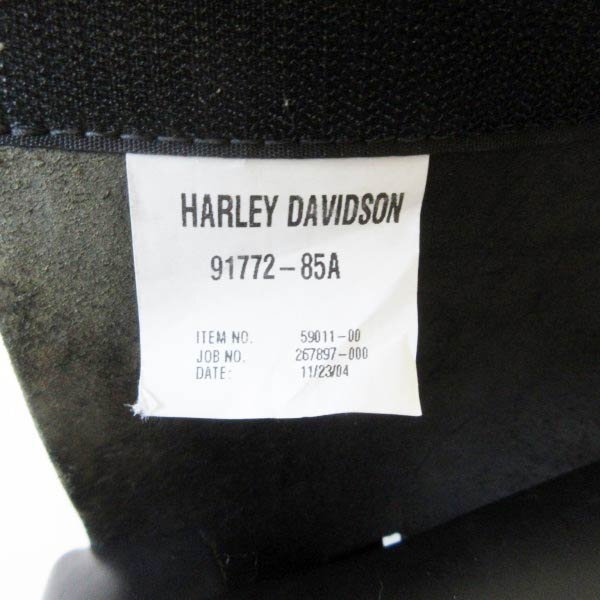 HARLEY DAVIDSON
91772-85A
ITEM NO. 59011-00
JOB NO. 267897-000
DATE: 11/23/04